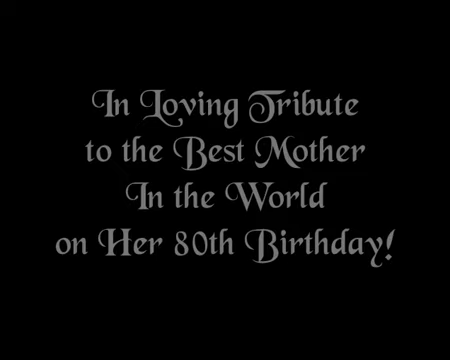 In Loving Tribute
to the Best Mother
In the World
on Her 80th Birthday!